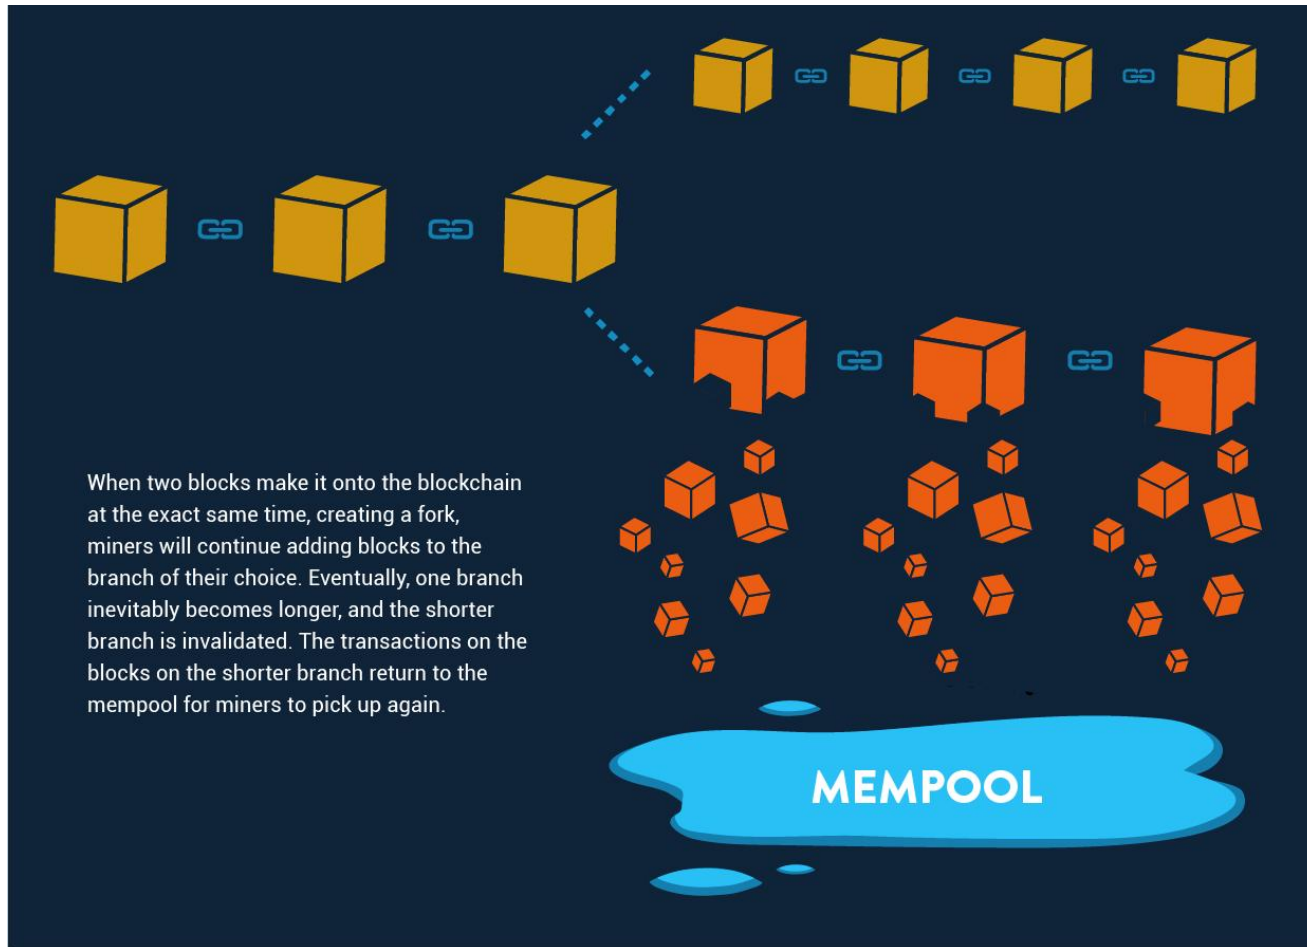 When two blocks make it onto the blockchain
at the exact same time, creating a fork,
miners will continue adding blocks to the
branch of their choice. Eventually, one branch
inevitably becomes longer, and the shorter
branch is invalidated. The transactions on the
blocks on the shorter branch return to the
mempool for miners to pick up again.
MEMPOOL